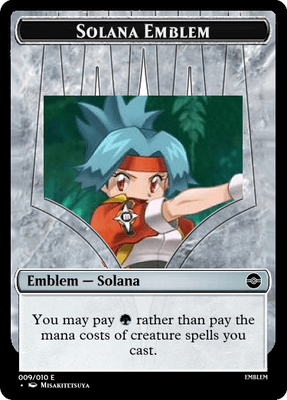 Solana Emblem
Emblem — Solana
You may pay rather than pay the
mana costs of creature spells you
cast.
009/010 E
EMBLEM
• Misakitetsuya